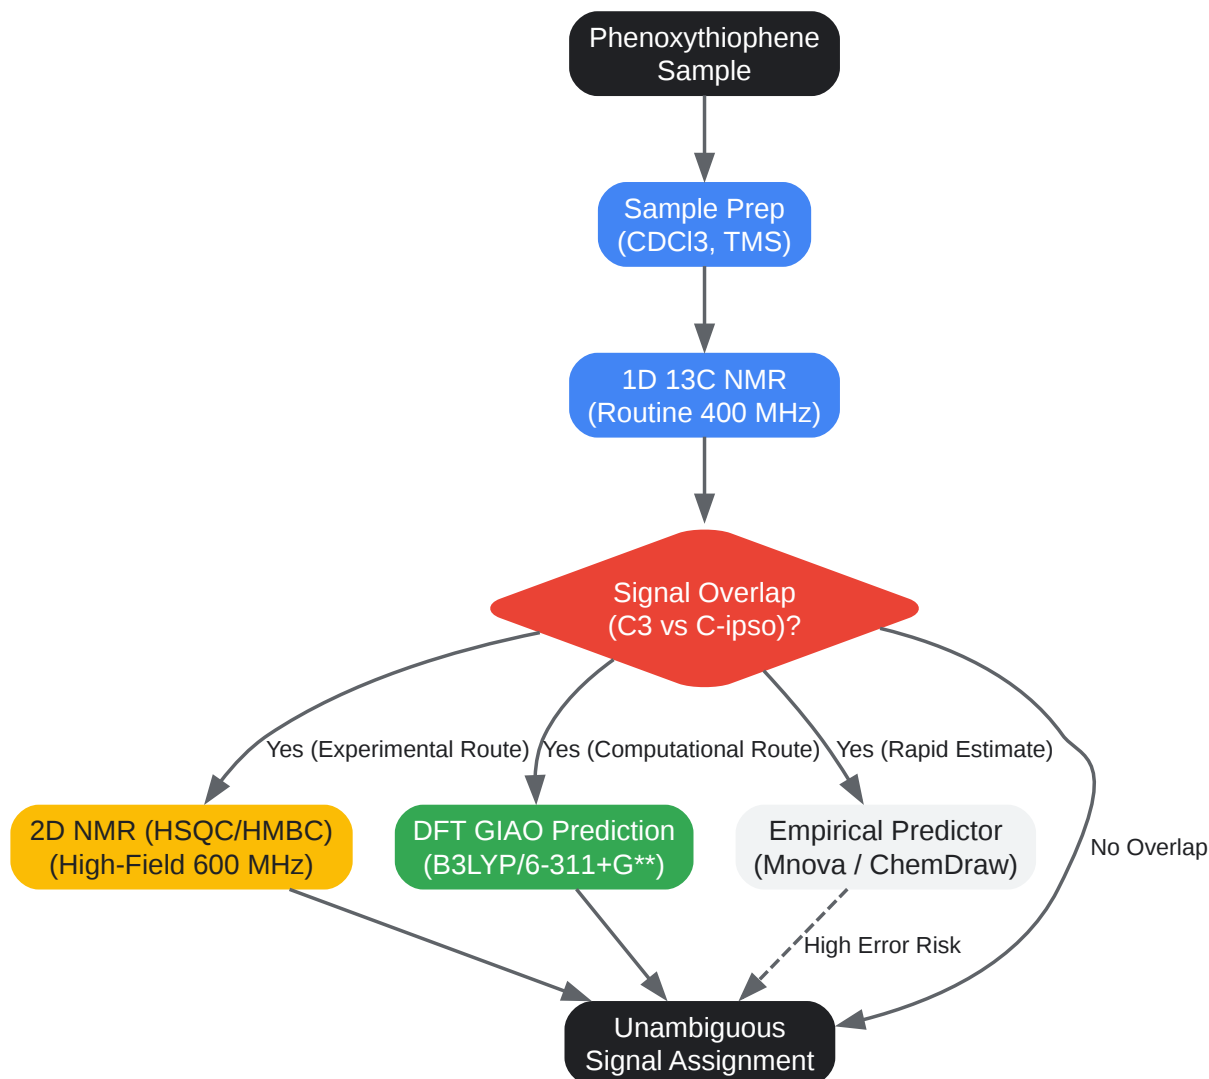 Phenoxythiophene
Sample
Sample Prep
(CDCl3, TMS)
1D 13C NMR
(Routine 400 MHz)
Signal Overlap
(C3 vs C-ipso)?
Yes (Experimental Route)
Yes (Computational Route)
Yes (Rapid Estimate)
2D NMR (HSQC/HMBC)
(High-Field 600 MHz)
DFT GIAO Prediction
(B3LYP/6-311+G**)
Empirical Predictor
(Mnova / ChemDraw)
No Overlap
High Error Risk
Unambiguous
Signal Assignment